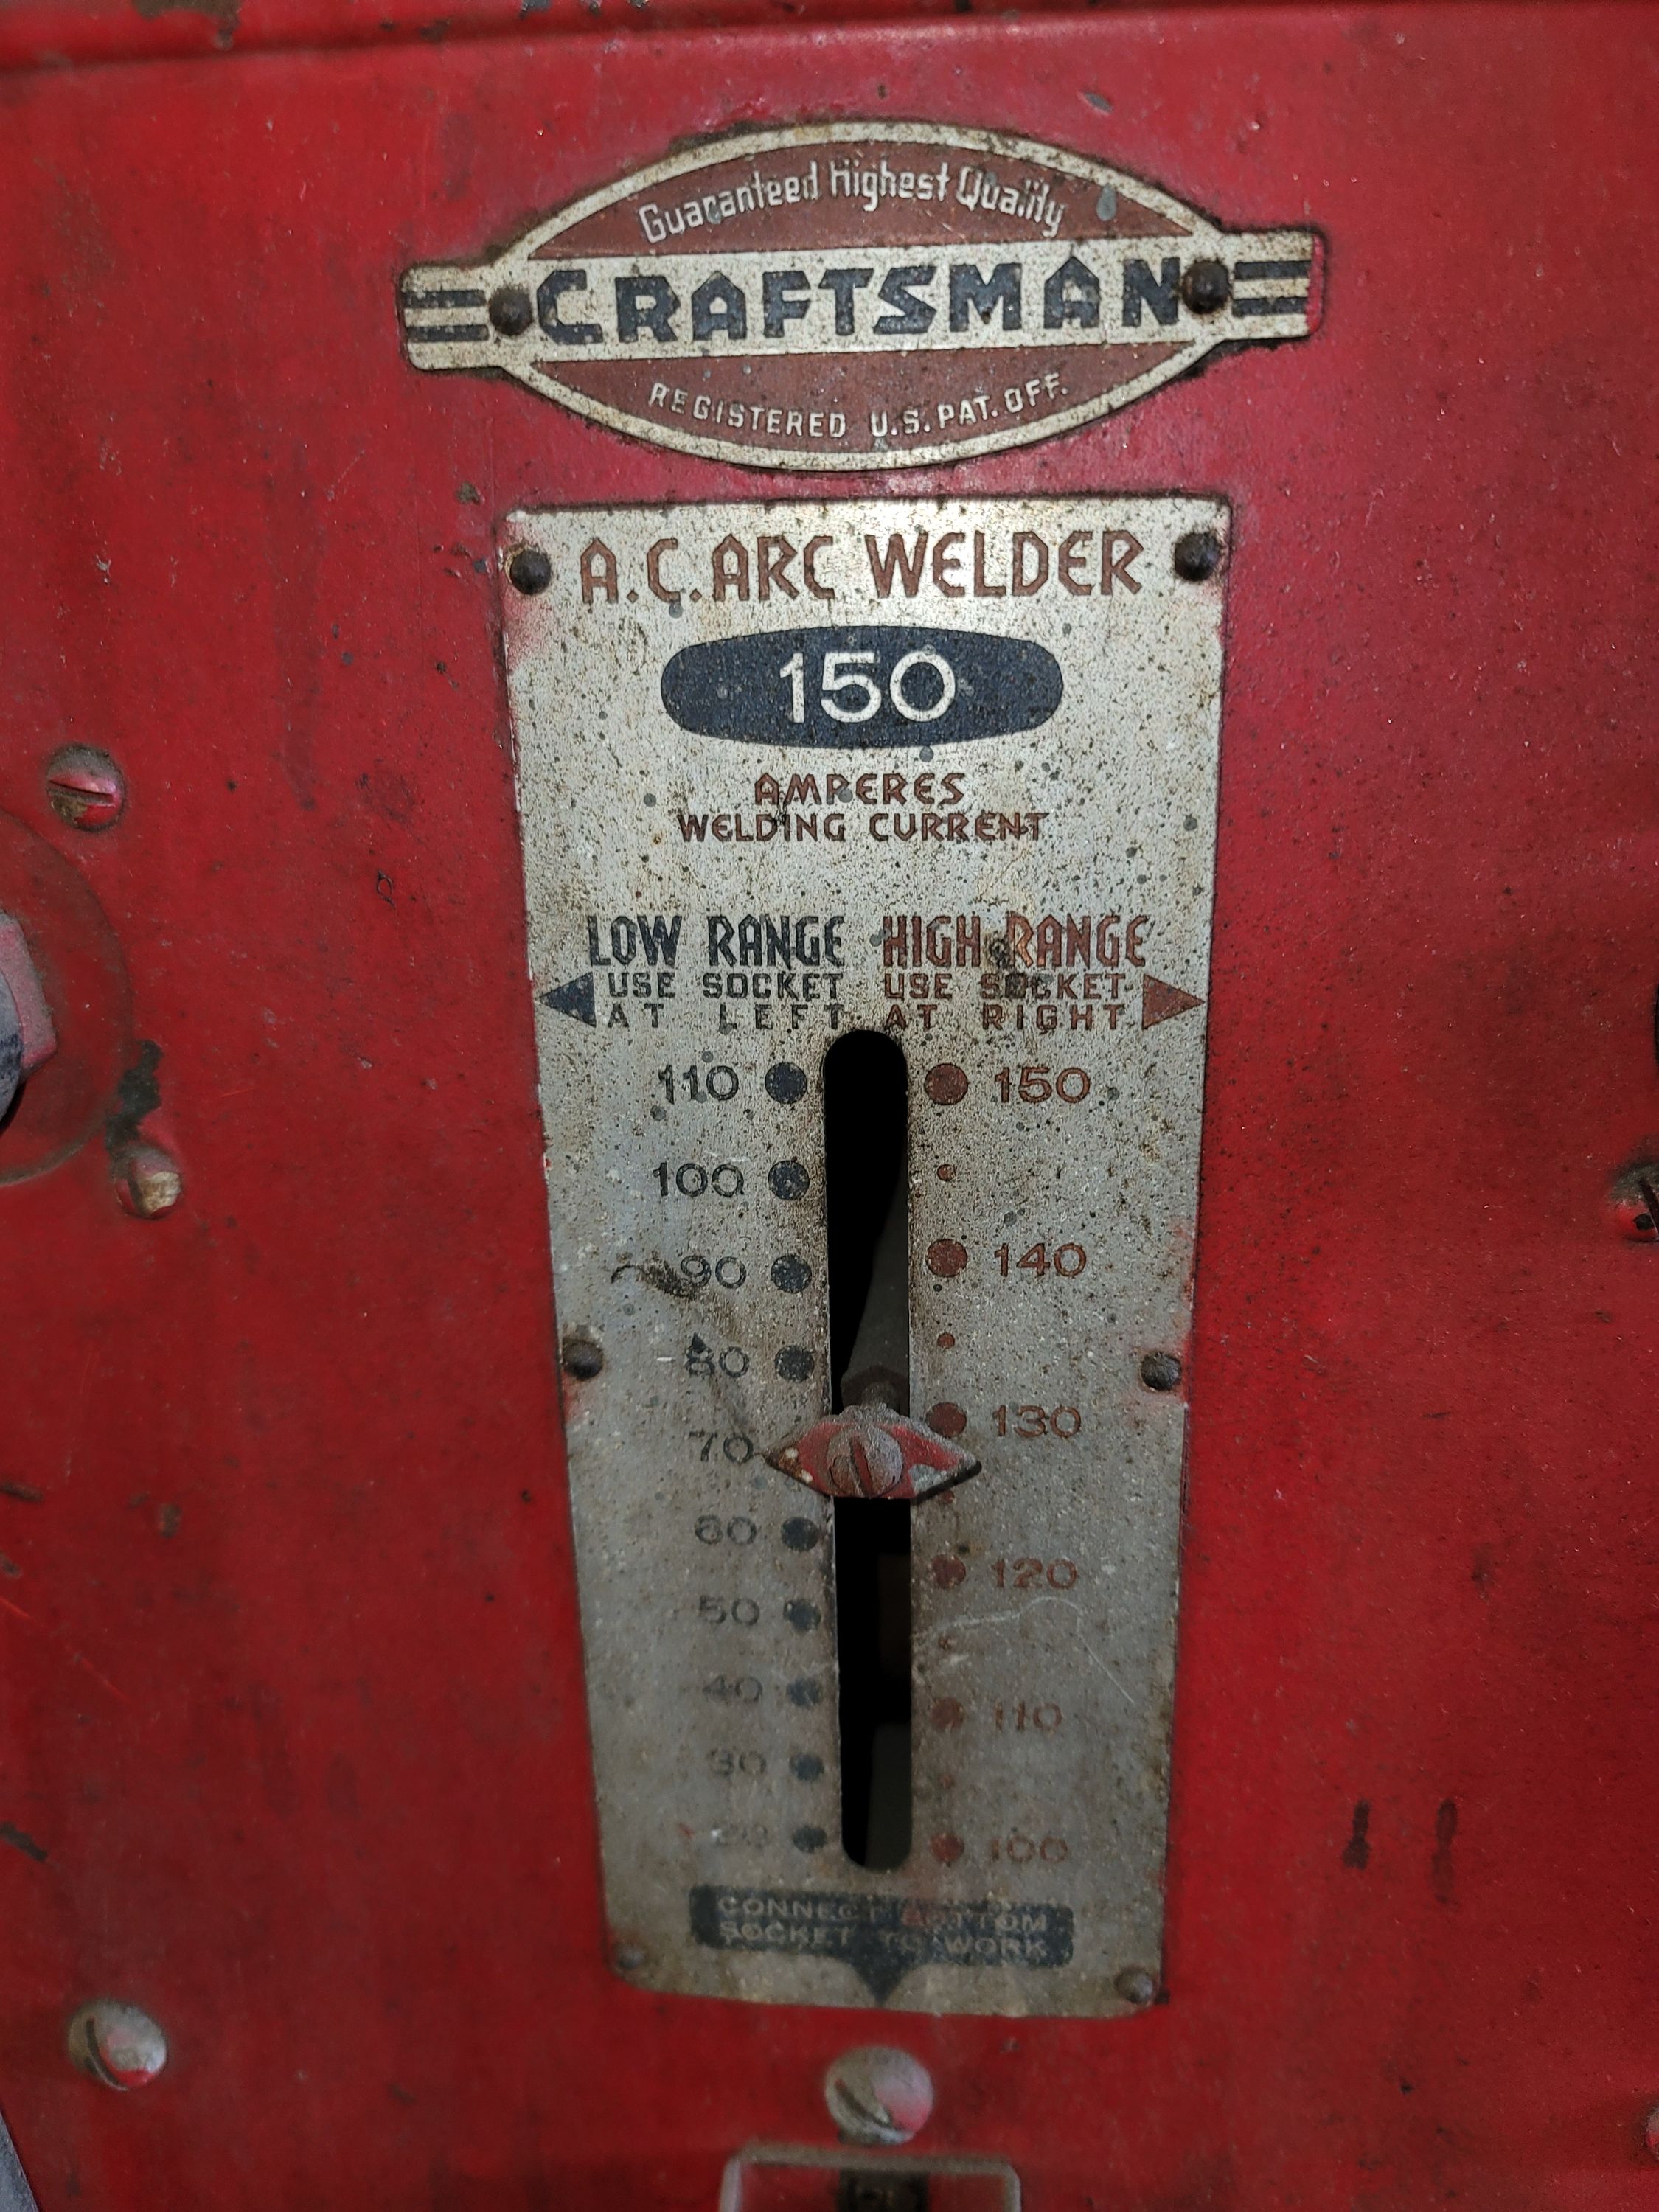 Guaranteed Highest Quality
CRAFTSMAN
REGISTERED U.S. PAT. OFF.
A.C. ARC WELDER
150
AMPERES
WELDING CURRENT
LOW RANGE HIGH RANGE
USE SOCKET USE SOCKET
AT LEFT AT RIGHT
110 150
100
90 140
80
70 130
60
50 120
40 110
30
20 100
CONNECT BOTTOM
SOCKET TO WORK